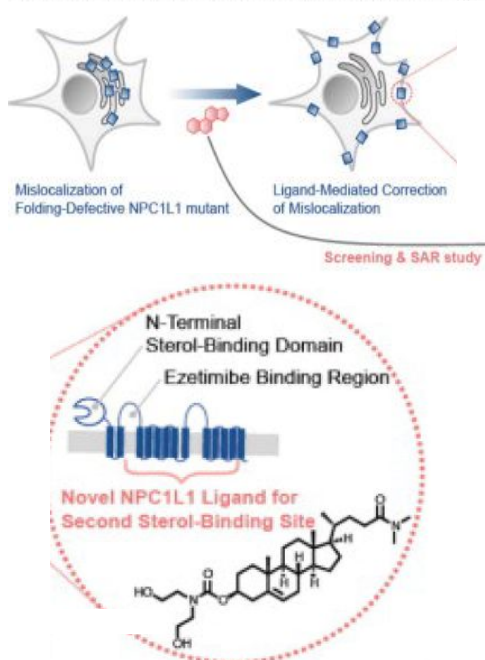 Mislocalization of
Folding-Defective NPC1L1 mutant
Ligand-Mediated Correction
of Mislocalization
Screening & SAR study
N-Terminal
Sterol-Binding Domain
Ezetimibe Binding Region
Novel NPC1L1 Ligand for
Second Sterol-Binding Site
O
N
H
H
H
H
HO
O
N
O
OH